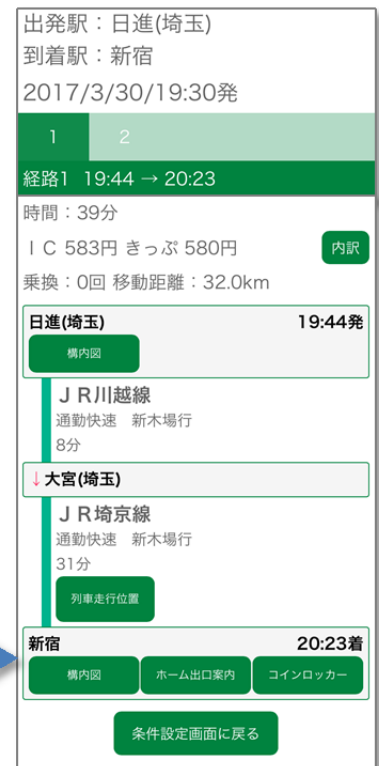 出発駅：日進(埼玉)
到着駅：新宿
2017/3/30/19:30発
1 2
経路1 19:44 → 20:23
時間：39分
ＩＣ 583円 きっぷ 580円 内訳
乗換：0回 移動距離：32.0km
日進(埼玉) 19:44発
構内図
ＪＲ川越線
通勤快速　新木場行
8分
↓大宮(埼玉)
ＪＲ埼京線
通勤快速　新木場行
31分
列車走行位置
新宿 20:23着
構内図 ホーム出口案内 コインロッカー
条件設定画面に戻る